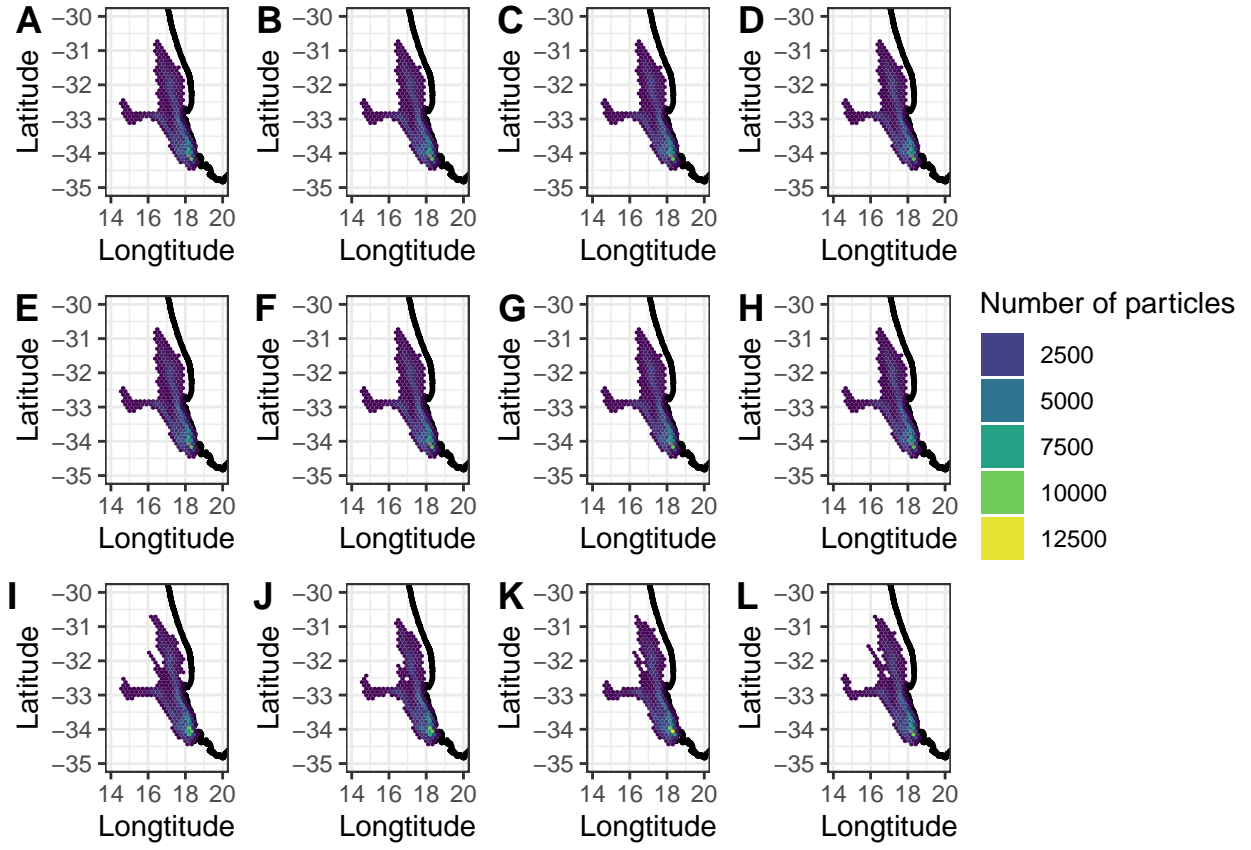 A B C D
−30 −30 −30 −30
−31 −31 −31 −31
−32 −32 −32 −32
−33 −33 −33 −33
−34 −34 −34 −34
−35 −35 −35 −35
Latitude Latitude Latitude Latitude
14 16 18 20 14 16 18 20 14 16 18 20 14 16 18 20
Longtitude Longtitude Longtitude Longtitude
E F G H
−30 −30 −30 −30
−31 −31 −31 −31
−32 −32 −32 −32
−33 −33 −33 −33
−34 −34 −34 −34
−35 −35 −35 −35
Latitude Latitude Latitude Latitude
14 16 18 20 14 16 18 20 14 16 18 20 14 16 18 20
Longtitude Longtitude Longtitude Longtitude
Number of particles
2500
5000
7500
10000
12500
I J K L
−30 −30 −30 −30
−31 −31 −31 −31
−32 −32 −32 −32
−33 −33 −33 −33
−34 −34 −34 −34
−35 −35 −35 −35
Latitude Latitude Latitude Latitude
14 16 18 20 14 16 18 20 14 16 18 20 14 16 18 20
Longtitude Longtitude Longtitude Longtitude